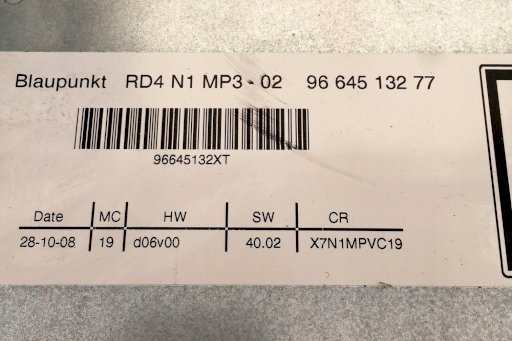 Blaupunkt RD4 N1 MP3 - 02 96 645 132 77
96645132XT
Date MC HW SW CR
28-10-08 19 d06v00 40.02 X7N1MPVC19